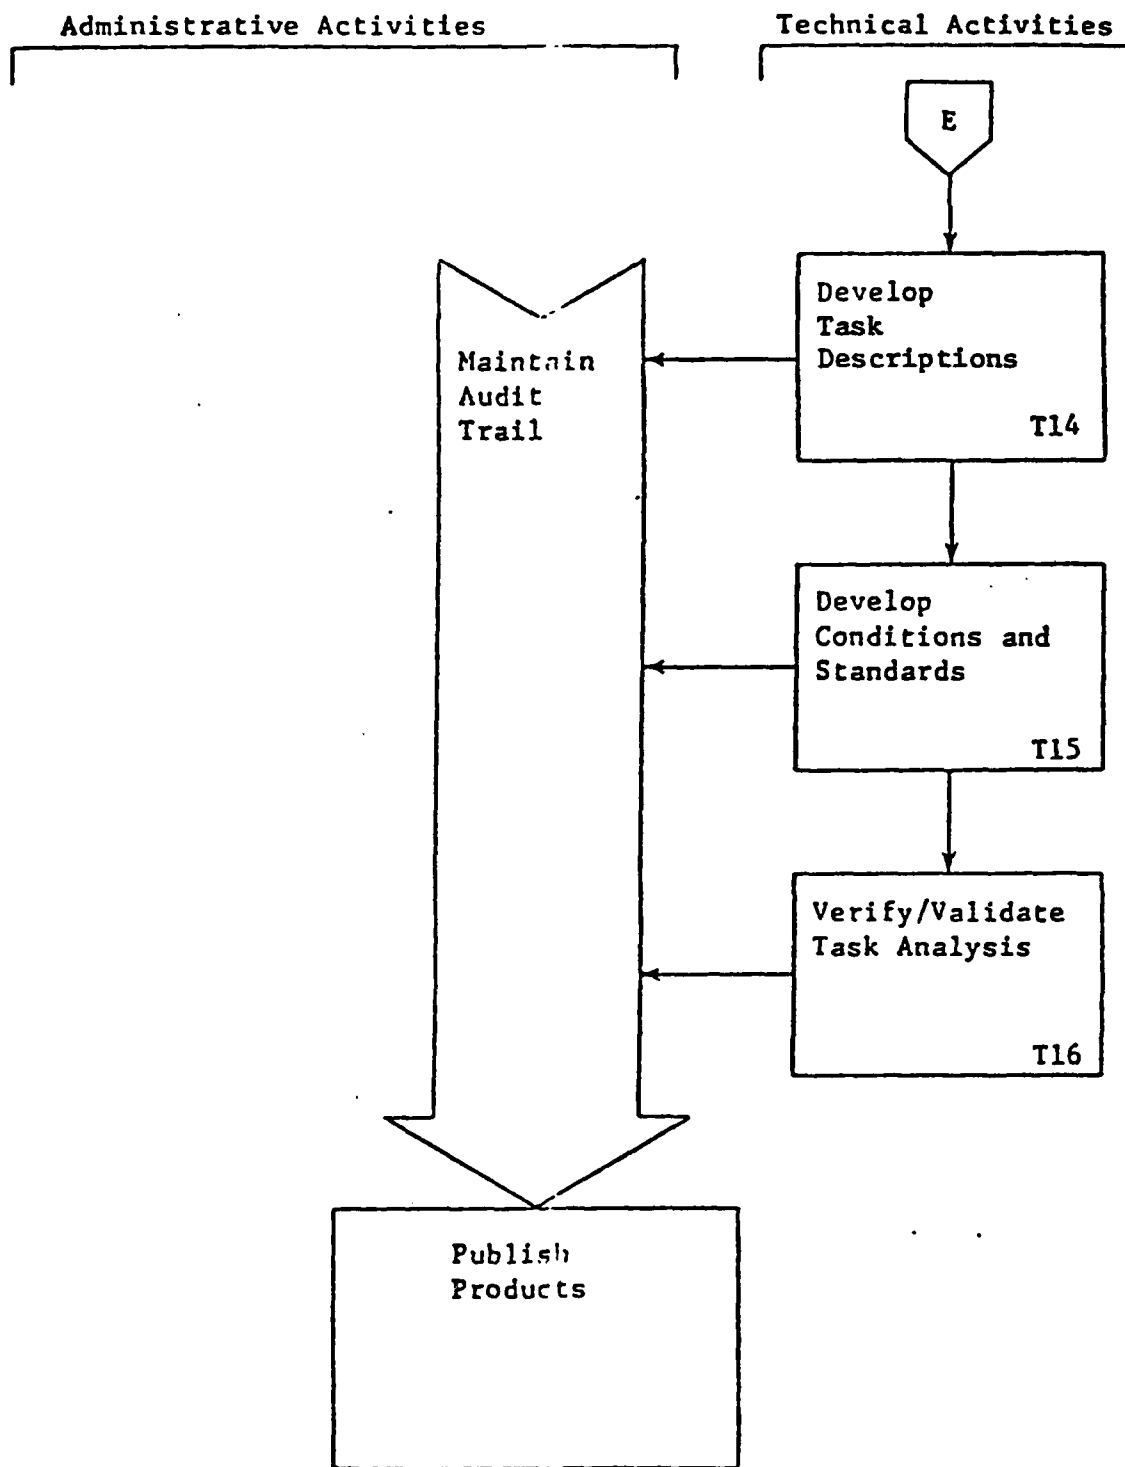 Administrative Activities
Technical Activities
E
Develop
Task
Descriptions
T14
Maintain
Audit
Trail
Develop
Conditions and
Standards
T15
Verify/Validate
Task Analysis
T16
Publish
Products